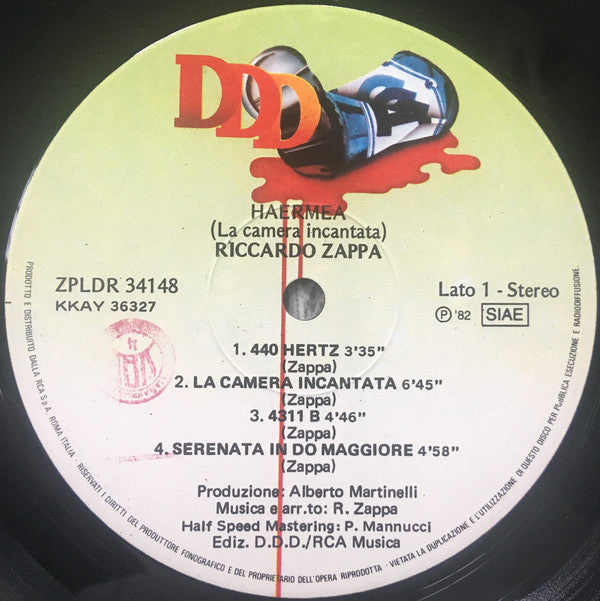 DDD
HAERMEA
(La camera incantata)
RICCARDO ZAPPA
ZPLDR 34148
KKAY 36327
Lato 1 - Stereo
Ⓟ '82 SIAE
1. 440 HERTZ 3'35"
(Zappa)
2. LA CAMERA INCANTATA 6'45"
(Zappa)
3. 4311 B 4'46"
(Zappa)
4. SERENATA IN DO MAGGIORE 4'58"
(Zappa)
Produzione: Alberto Martinelli
Musica e arr.to: R. Zappa
Half Speed Mastering: P. Mannucci
Ediz. D.D.D./RCA Musica
PRODOTTO E DISTRIBUITO DALLA RCA S.p.A. ROMA ITALIA - RISERVATI I DIRITTI DEL PRODUTTORE FONOGRAFICO E DEL PROPRIETARIO DELL'OPERA RIPRODOTTA - VIETATA LA DUPLICAZIONE E L'UTILIZZAZIONE DI QUESTO DISCO PER PUBBLICA ESECUZIONE E RADIODIFFUSIONE.